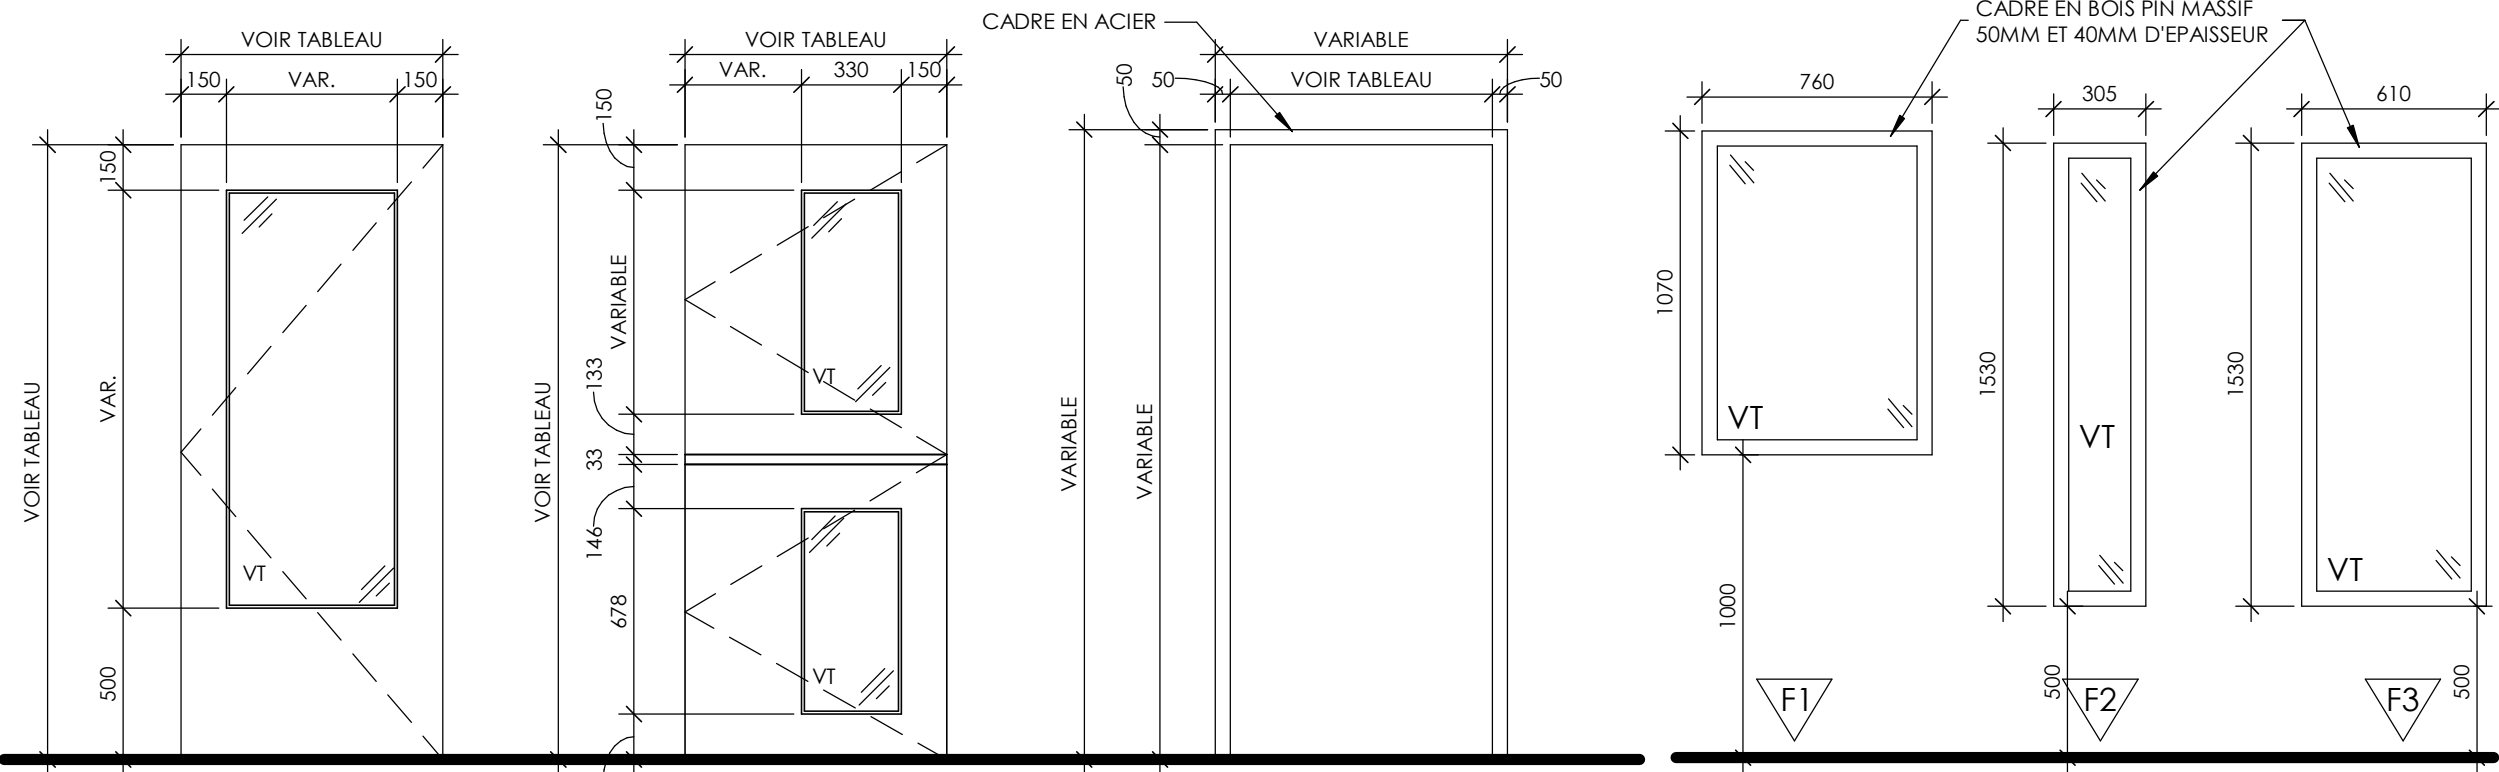 VOIR TABLEAU
150
VAR.
150
VOIR TABLEAU
150
VAR.
500
VT
VOIR TABLEAU
VAR.
330
150
VOIR TABLEAU
150
VARIABLE
133
33
146
678
VT
VT
CADRE EN ACIER
VARIABLE
50
VOIR TABLEAU
50
50
VARIABLE
VARIABLE
CADRE EN BOIS PIN MASSIF
50MM ET 40MM D'EPAISSEUR
760
1070
VT
1000
F1
305
1530
VT
500
F2
610
1530
VT
500
F3